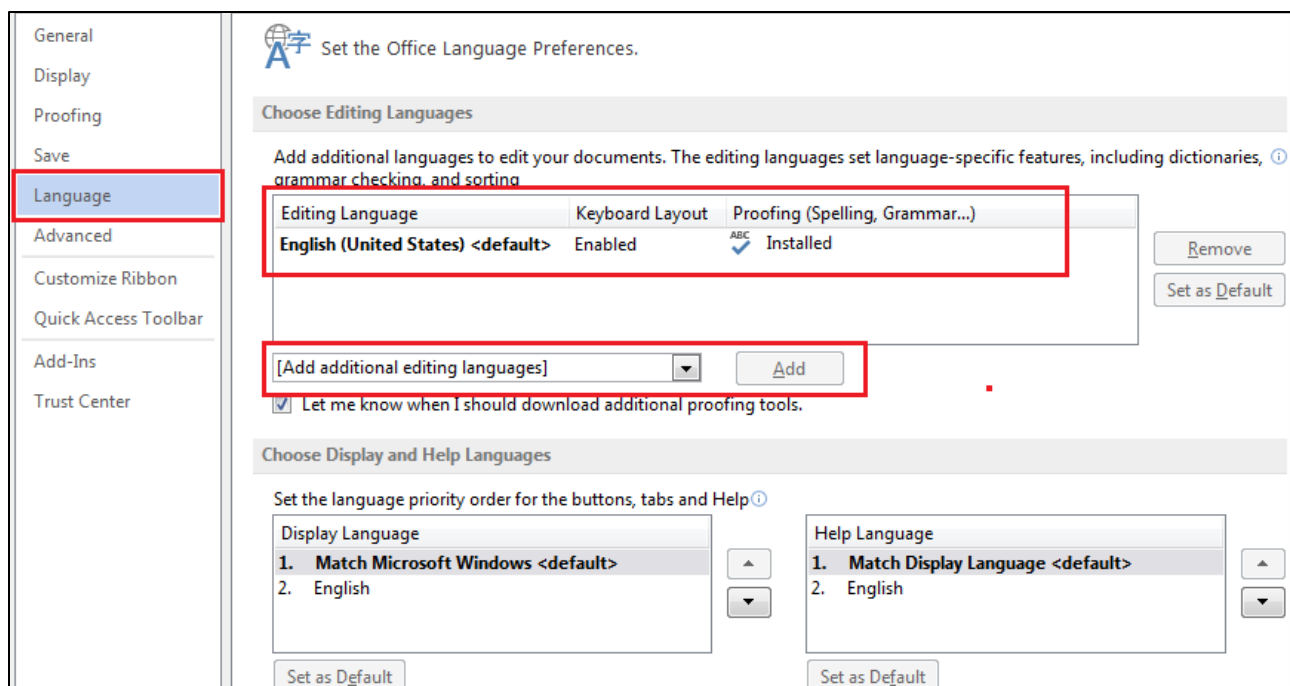 General
Display
Proofing
Save
Language
Advanced
Customize Ribbon
Quick Access Toolbar
Add-Ins
Trust Center
Set the Office Language Preferences.
Choose Editing Languages
Add additional languages to edit your documents. The editing languages set language-specific features, including dictionaries,
grammar checking, and sorting
Editing Language Keyboard Layout Proofing (Spelling, Grammar...)
English (United States) <default> Enabled ABC Installed
Remove
Set as Default
[Add additional editing languages] Add
Let me know when I should download additional proofing tools.
Choose Display and Help Languages
Set the language priority order for the buttons, tabs and Help
Display Language
1. Match Microsoft Windows <default>
2. English
Set as Default
Help Language
1. Match Display Language <default>
2. English
Set as Default